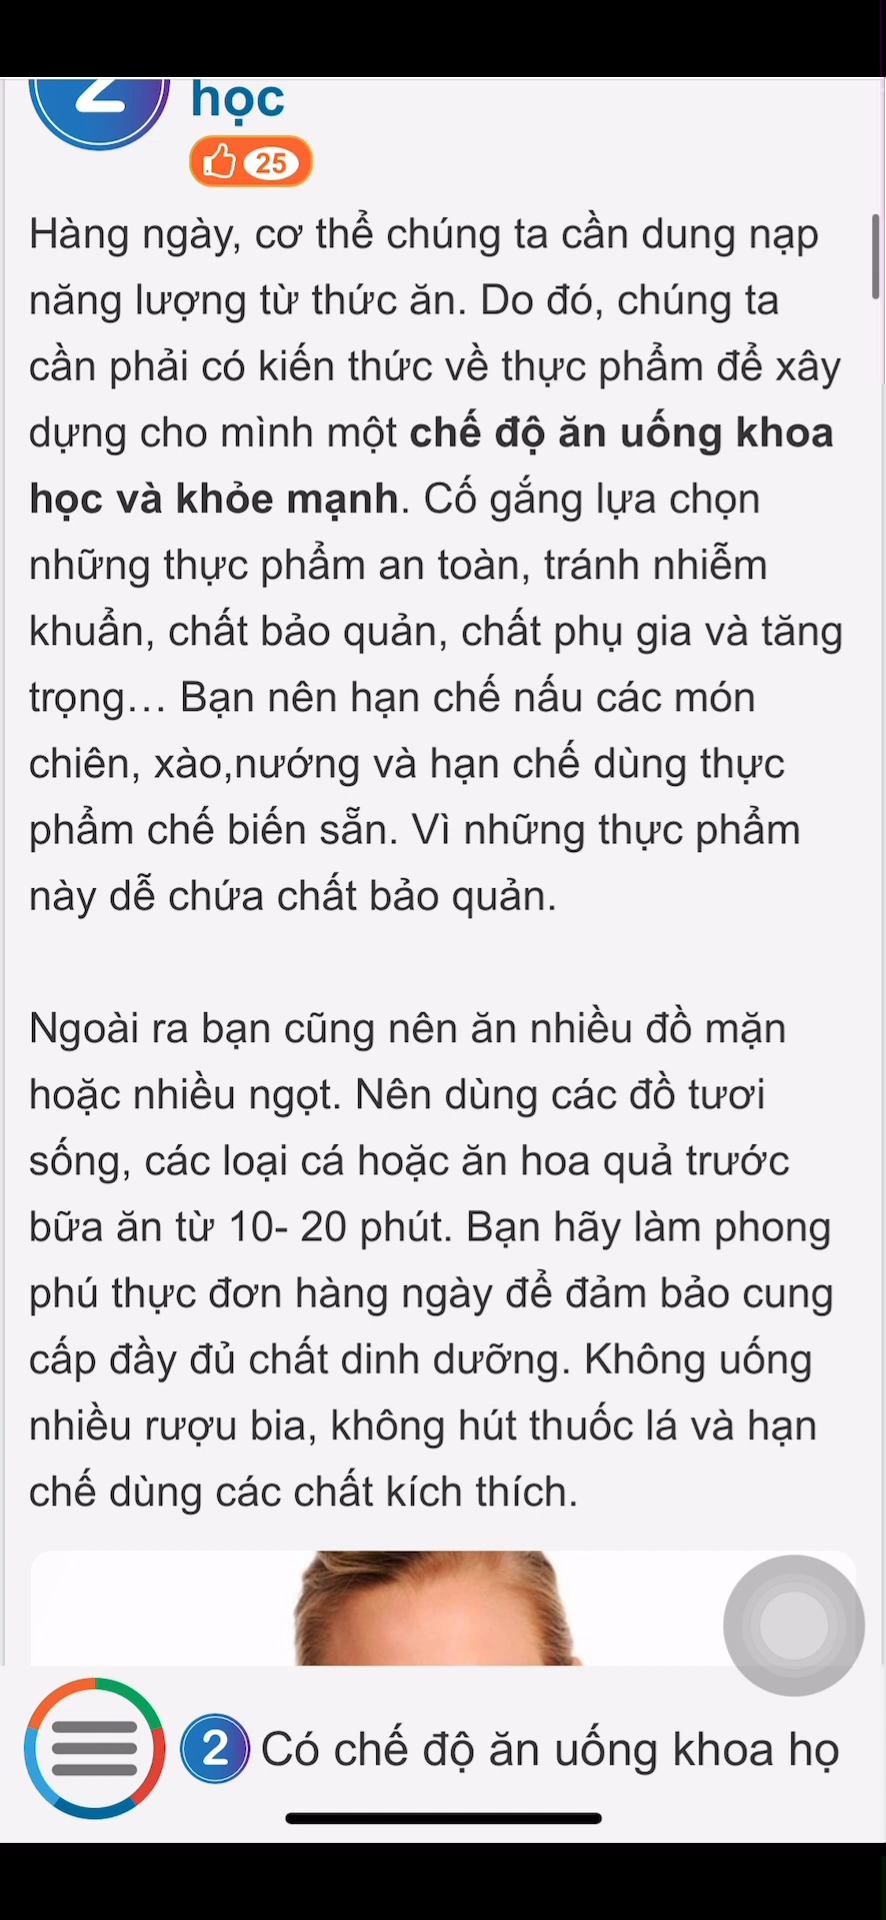 2
học
25
Hàng ngày, cơ thể chúng ta cần dung nạp
năng lượng từ thức ăn. Do đó, chúng ta
cần phải có kiến thức về thực phẩm để xây
dựng cho mình một chế độ ăn uống khoa
học và khỏe mạnh. Cố gắng lựa chọn
những thực phẩm an toàn, tránh nhiễm
khuẩn, chất bảo quản, chất phụ gia và tăng
trọng... Bạn nên hạn chế nấu các món
chiên, xào,nướng và hạn chế dùng thực
phẩm chế biến sẵn. Vì những thực phẩm
này dễ chứa chất bảo quản.
Ngoài ra bạn cũng nên ăn nhiều đồ mặn
hoặc nhiều ngọt. Nên dùng các đồ tươi
sống, các loại cá hoặc ăn hoa quả trước
bữa ăn từ 10- 20 phút. Bạn hãy làm phong
phú thực đơn hàng ngày để đảm bảo cung
cấp đầy đủ chất dinh dưỡng. Không uống
nhiều rượu bia, không hút thuốc lá và hạn
chế dùng các chất kích thích.
2 Có chế độ ăn uống khoa họ